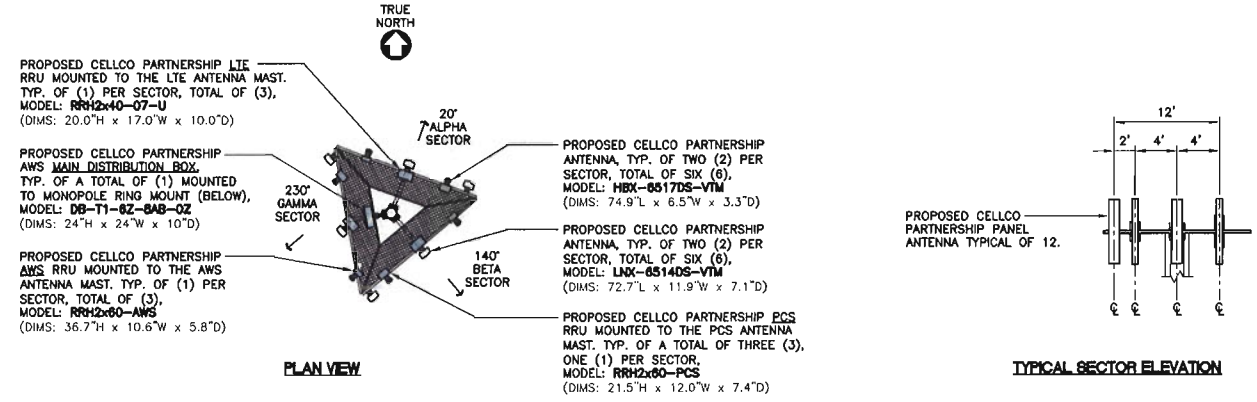 TRUE
NORTH
PROPOSED CELLCO PARTNERSHIP LTE
RRU MOUNTED TO THE LTE ANTENNA MAST.
TYP. OF (1) PER SECTOR, TOTAL OF (3),
MODEL: RRH2x40-07-U
(DIMS: 20.0"H x 17.0"W x 10.0"D)
PROPOSED CELLCO PARTNERSHIP
AWS MAIN DISTRIBUTION BOX.
TYP. OF A TOTAL OF (1) MOUNTED
TO MONOPOLE RING MOUNT (BELOW),
MODEL: DB-T1-6Z-8AB-0Z
(DIMS: 24"H x 24"W x 10"D)
PROPOSED CELLCO PARTNERSHIP
AWS RRU MOUNTED TO THE AWS
ANTENNA MAST. TYP. OF (1) PER
SECTOR, TOTAL OF (3),
MODEL: RRH2x60-AWS
(DIMS: 36.7"H x 10.6"W x 5.8"D)
20°
ALPHA
SECTOR
230°
GAMMA
SECTOR
140°
BETA
SECTOR
PROPOSED CELLCO PARTNERSHIP
ANTENNA, TYP. OF TWO (2) PER
SECTOR, TOTAL OF SIX (6),
MODEL: HBX-6517DS-VTM
(DIMS: 74.9"L x 6.5"W x 3.3"D)
PROPOSED CELLCO PARTNERSHIP
ANTENNA, TYP. OF TWO (2) PER
SECTOR, TOTAL OF SIX (6),
MODEL: LNX-6514DS-VTM
(DIMS: 72.7"L x 11.9"W x 7.1"D)
PROPOSED CELLCO PARTNERSHIP PCS
RRU MOUNTED TO THE PCS ANTENNA
MAST. TYP. OF A TOTAL OF THREE (3),
ONE (1) PER SECTOR,
MODEL: RRH2x60-PCS
(DIMS: 21.5"H x 12.0"W x 7.4"D)
PLAN VIEW
12'
2' 4' 4'
PROPOSED CELLCO
PARTNERSHIP PANEL
ANTENNA TYPICAL OF 12.
℄ ℄ ℄ ℄
TYPICAL SECTOR ELEVATION